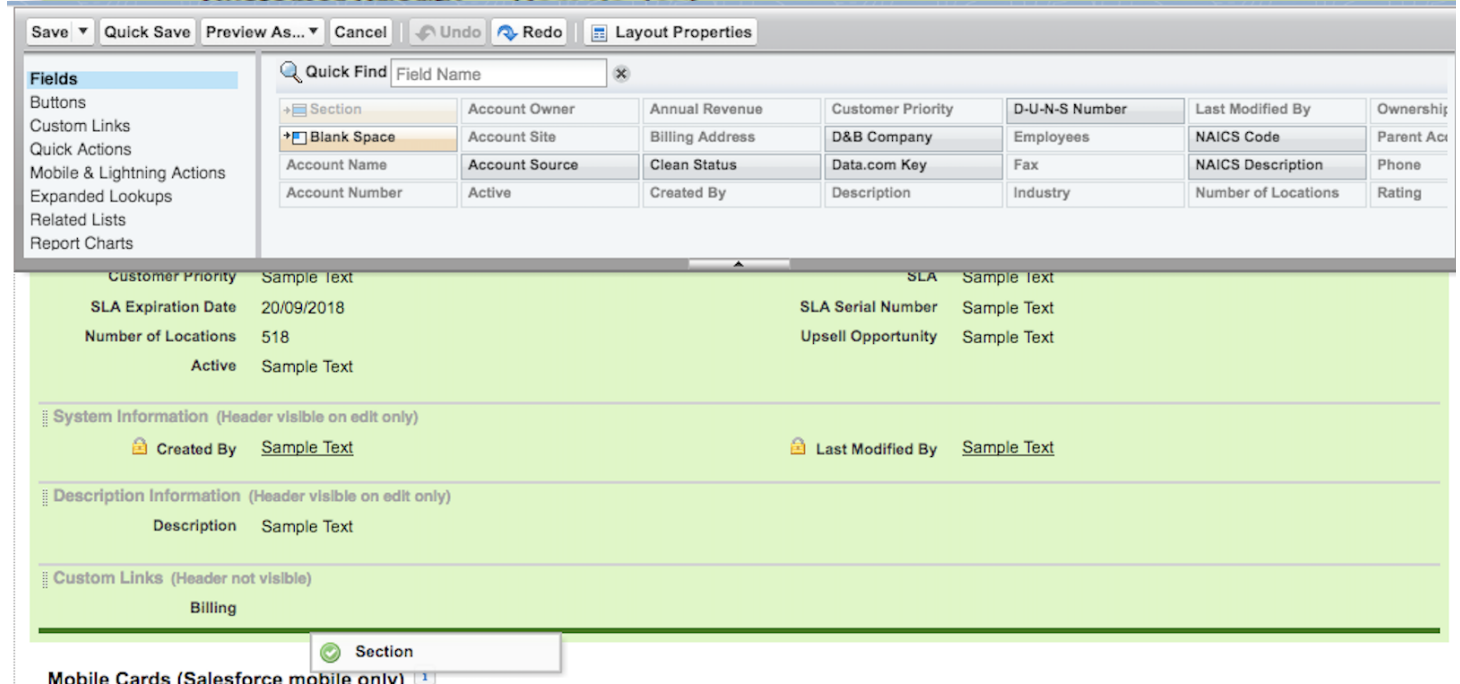 Save Quick Save Preview As... Cancel Undo Redo Layout Properties
Fields
Buttons
Custom Links
Quick Actions
Mobile & Lightning Actions
Expanded Lookups
Related Lists
Report Charts
Quick Find Field Name
Section Account Owner Annual Revenue Customer Priority D-U-N-S Number Last Modified By Ownership
Blank Space Account Site Billing Address D&B Company Employees NAICS Code Parent Acc
Account Name Account Source Clean Status Data.com Key Fax NAICS Description Phone
Account Number Active Created By Description Industry Number of Locations Rating
Customer Priority Sample Text SLA Sample Text
SLA Expiration Date 20/09/2018 SLA Serial Number Sample Text
Number of Locations 518 Upsell Opportunity Sample Text
Active Sample Text
System Information (Header visible on edit only)
Created By Sample Text Last Modified By Sample Text
Description Information (Header visible on edit only)
Description Sample Text
Custom Links (Header not visible)
Billing
Section
Mobile Cards (Salesforce mobile only) i